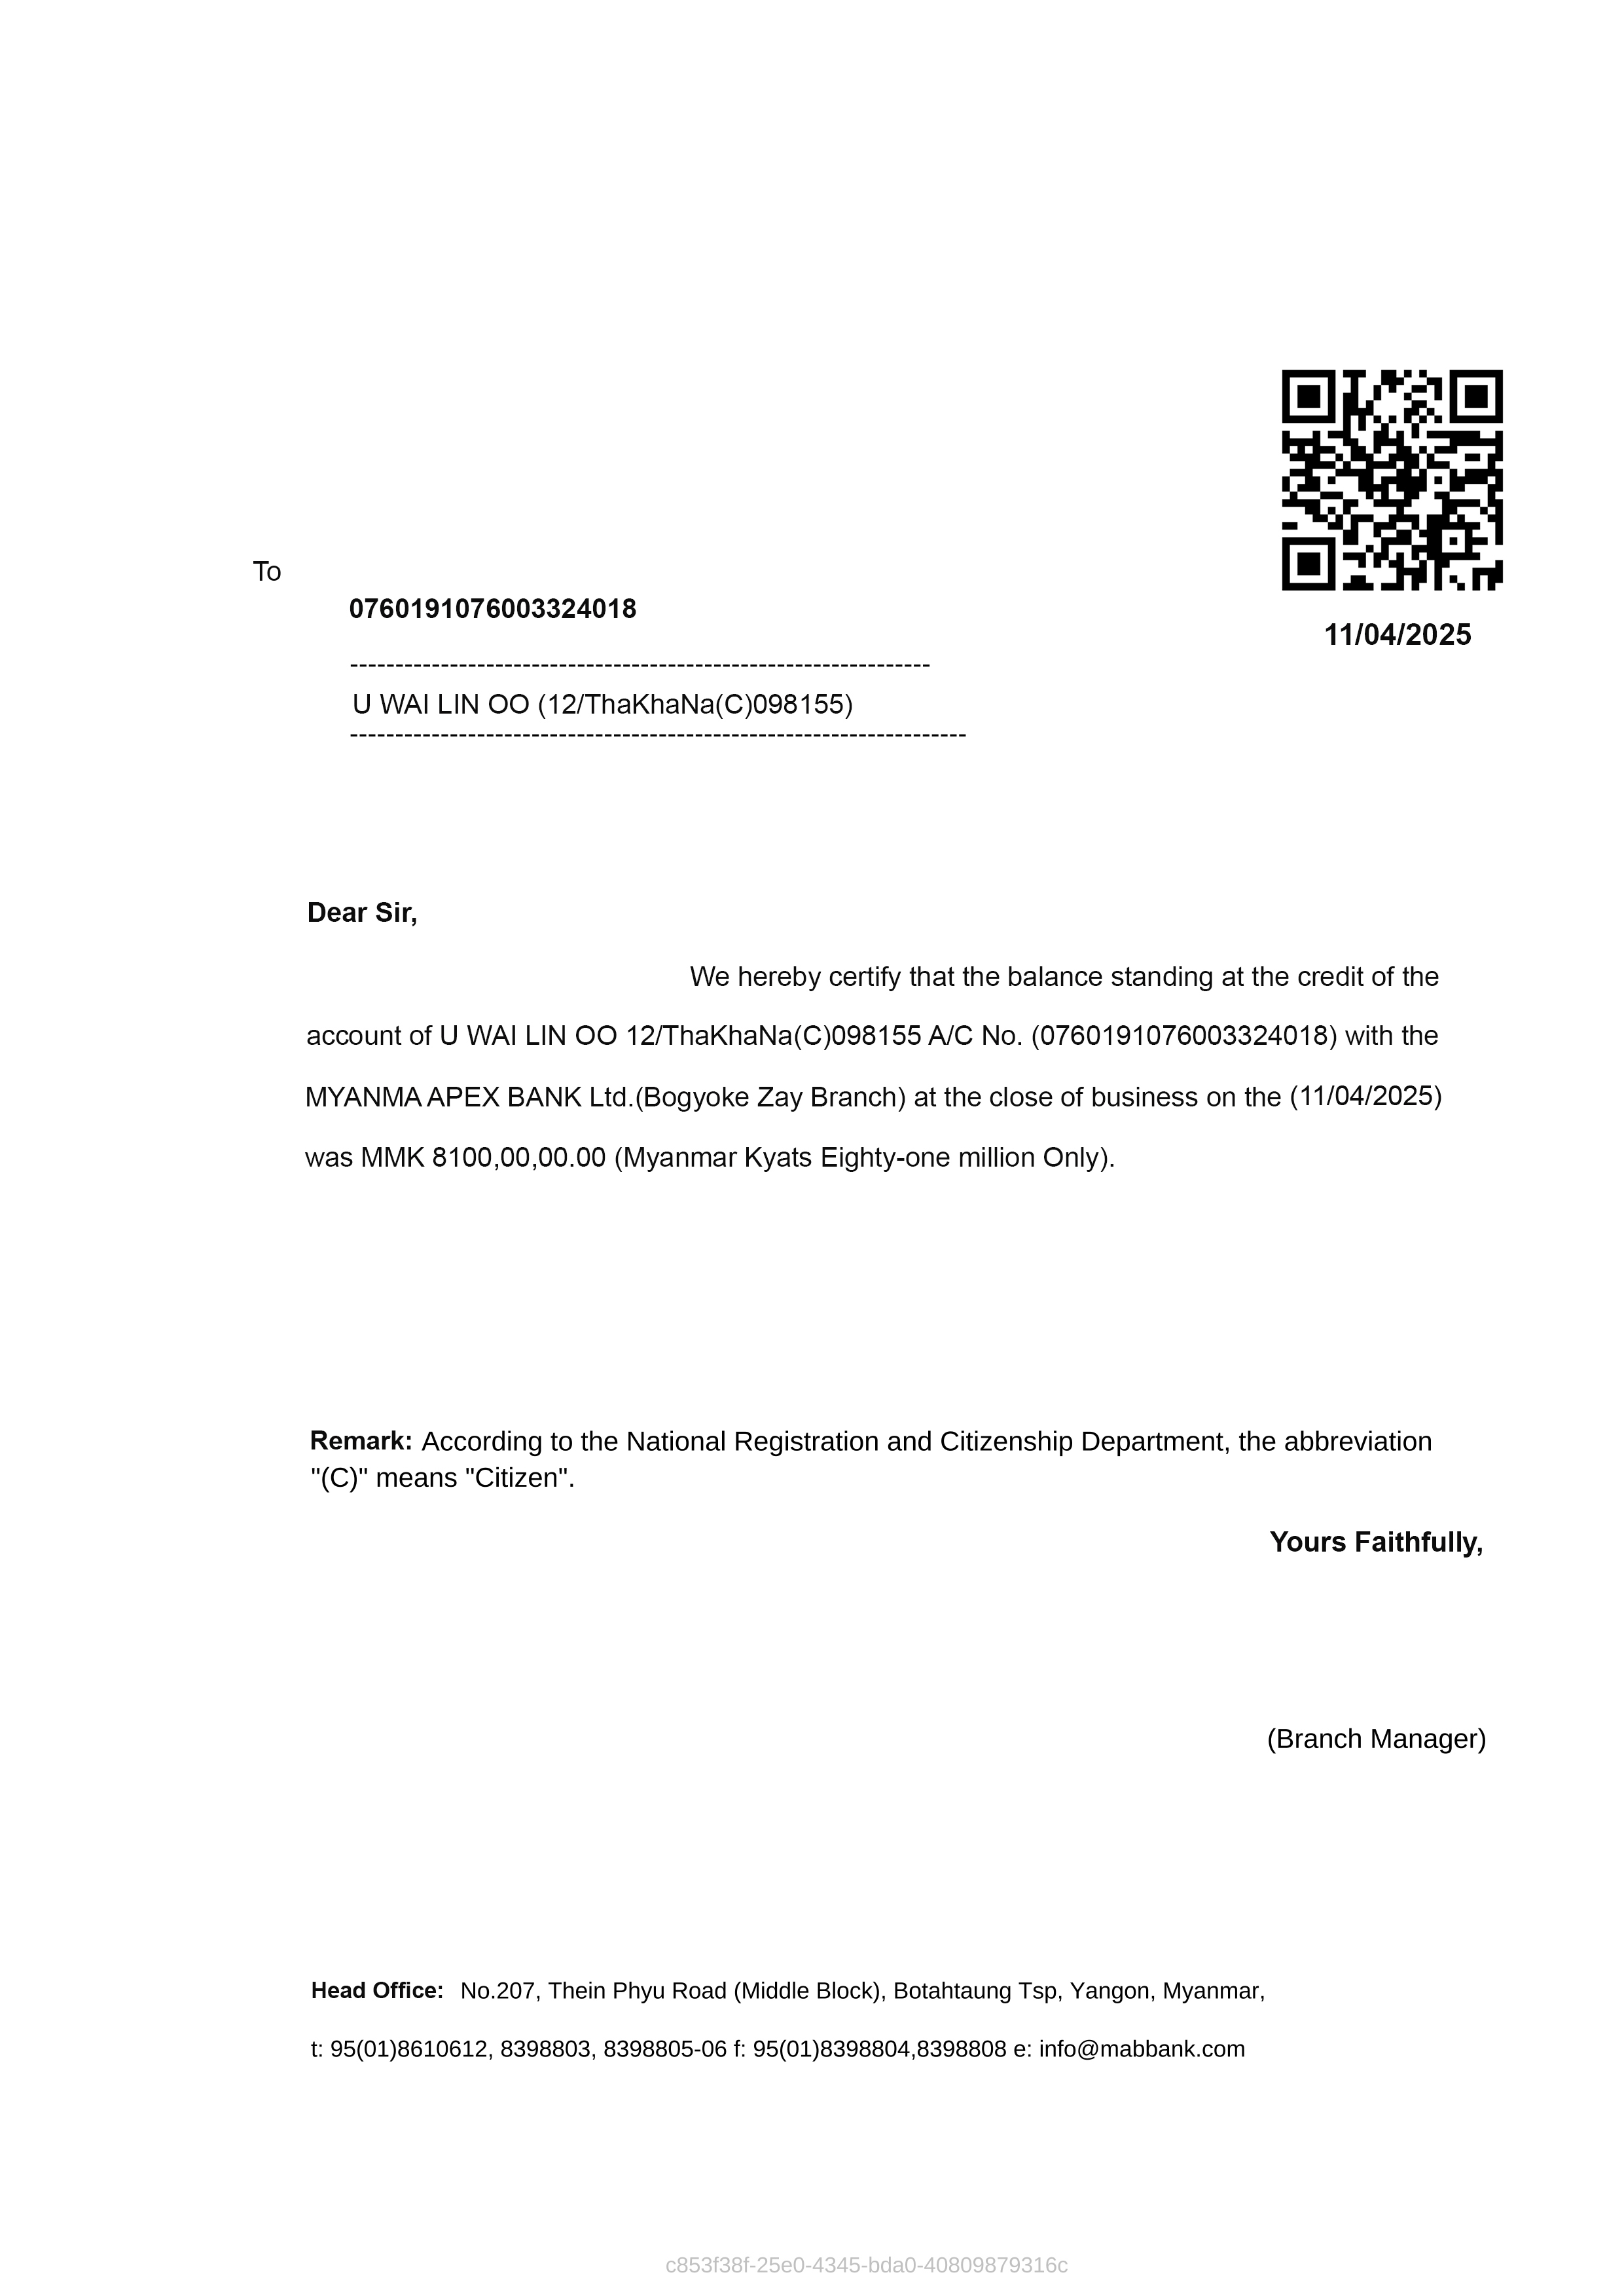 To
0760191076003324018
11/04/2025
----------------------------------------------------------------
U WAI LIN OO (12/ThaKhaNa(C)098155)
--------------------------------------------------------------------
Dear Sir,
We hereby certify that the balance standing at the credit of the
account of U WAI LIN OO 12/ThaKhaNa(C)098155 A/C No. (0760191076003324018) with the
MYANMA APEX BANK Ltd.(Bogyoke Zay Branch) at the close of business on the (11/04/2025)
was MMK 8100,00,00.00 (Myanmar Kyats Eighty-one million Only).
Remark: According to the National Registration and Citizenship Department, the abbreviation
"(C)" means "Citizen".
Yours Faithfully,
(Branch Manager)
Head Office: No.207, Thein Phyu Road (Middle Block), Botahtaung Tsp, Yangon, Myanmar,
t: 95(01)8610612, 8398803, 8398805-06 f: 95(01)8398804,8398808 e: info@mabbank.com
c853f38f-25e0-4345-bda0-40809879316c